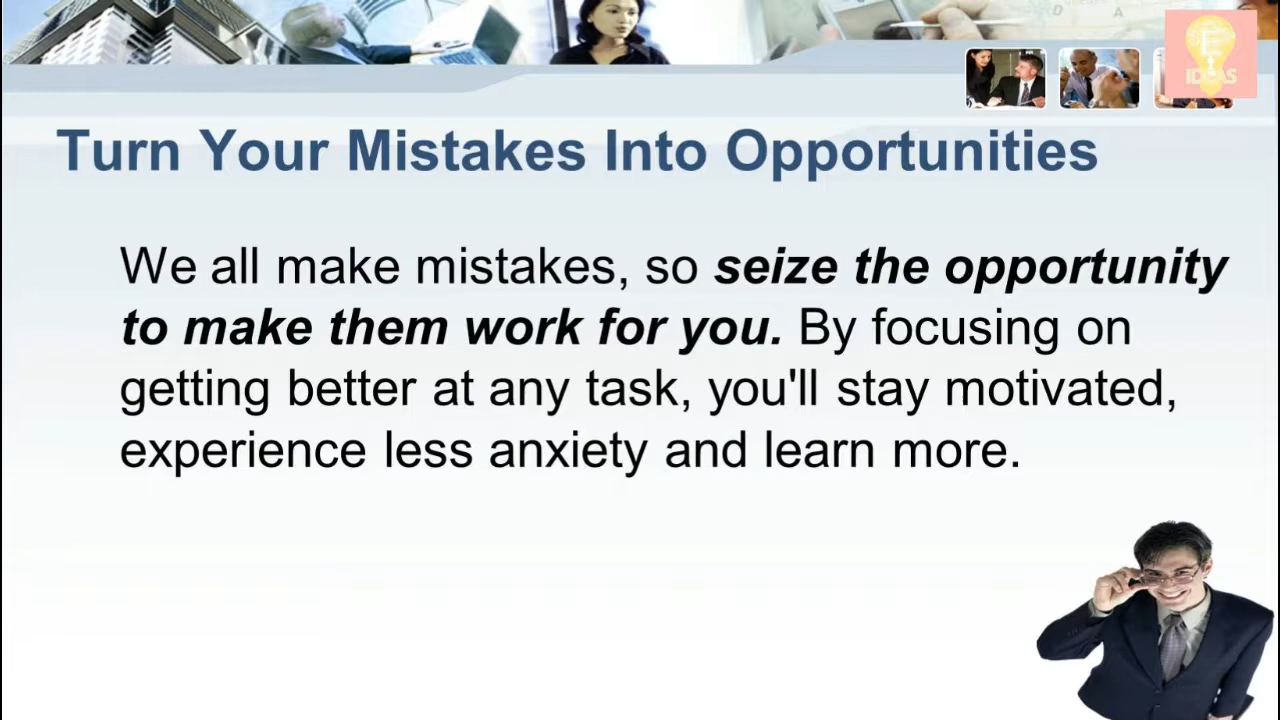 Turn Your Mistakes Into Opportunities
We all make mistakes, so seize the opportunity
to make them work for you. By focusing on
getting better at any task, you'll stay motivated,
experience less anxiety and learn more.